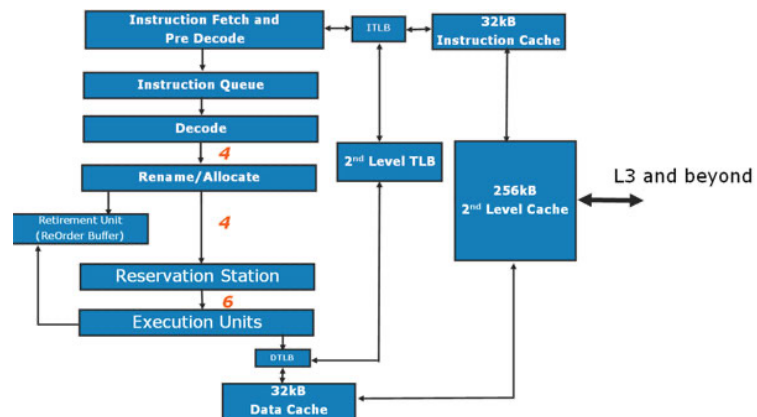 Instruction Fetch and
Pre Decode
ITLB
32kB
Instruction Cache
Instruction Queue
Decode
4
2nd Level TLB
Rename/Allocate
256kB
2nd Level Cache
L3 and beyond
Retirement Unit
(ReOrder Buffer)
4
Reservation Station
6
Execution Units
DTLB
32kB
Data Cache